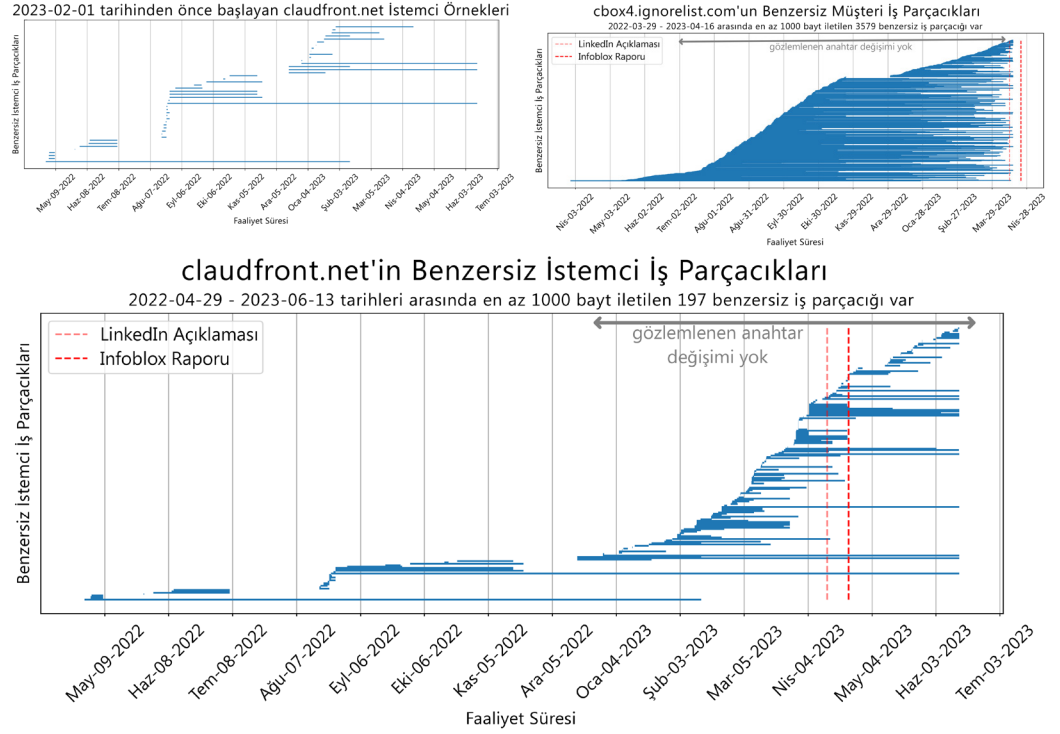 2023-02-01 tarihinden önce başlayan claudfront.net İstemci Örnekleri
Benzersiz İstemci İş Parçacıkları
May-09-2022
Haz-08-2022
Tem-08-2022
Ağu-07-2022
Eyl-06-2022
Eki-06-2022
Kas-05-2022
Ara-05-2022
Oca-04-2023
Şub-03-2022
Mar-05-2023
Nis-04-2023
May-04-2022
Haz-03-2023
Tem-03-2023
Faaliyet Süresi
cbox4.ignorelist.com'un Benzersiz Müşteri İş Parçacıkları
2022-03-29 - 2023-04-16 arasında en az 1000 bayt iletilen 3579 benzersiz iş parçacığı var
LinkedIn Açıklaması
Infoblox Raporu
gözlemlenen anahtar değişimi yok
Benzersiz İstemci İş Parçacıkları
Nis-03-2022
May-03-2022
Haz-02-2022
Tem-02-2022
Ağu-01-2022
Ağu-31-2022
Eyl-30-2022
Eki-30-2022
Kas-29-2022
Ara-29-2022
Oca-28-2023
Şub-27-2023
Mar-29-2023
Nis-28-2023
Faaliyet Süresi
claudfront.net'in Benzersiz İstemci İş Parçacıkları
2022-04-29 - 2023-06-13 tarihleri arasında en az 1000 bayt iletilen 197 benzersiz iş parçacığı var
LinkedIn Açıklaması
Infoblox Raporu
gözlemlenen anahtar
değişimi yok
Benzersiz İstemci İş Parçacıkları
May-09-2022
Haz-08-2022
Tem-08-2022
Ağu-07-2022
Eyl-06-2022
Eki-06-2022
Kas-05-2022
Ara-05-2022
Oca-04-2023
Şub-03-2022
Mar-05-2023
Nis-04-2023
May-04-2023
Haz-03-2023
Tem-03-2023
Faaliyet Süresi